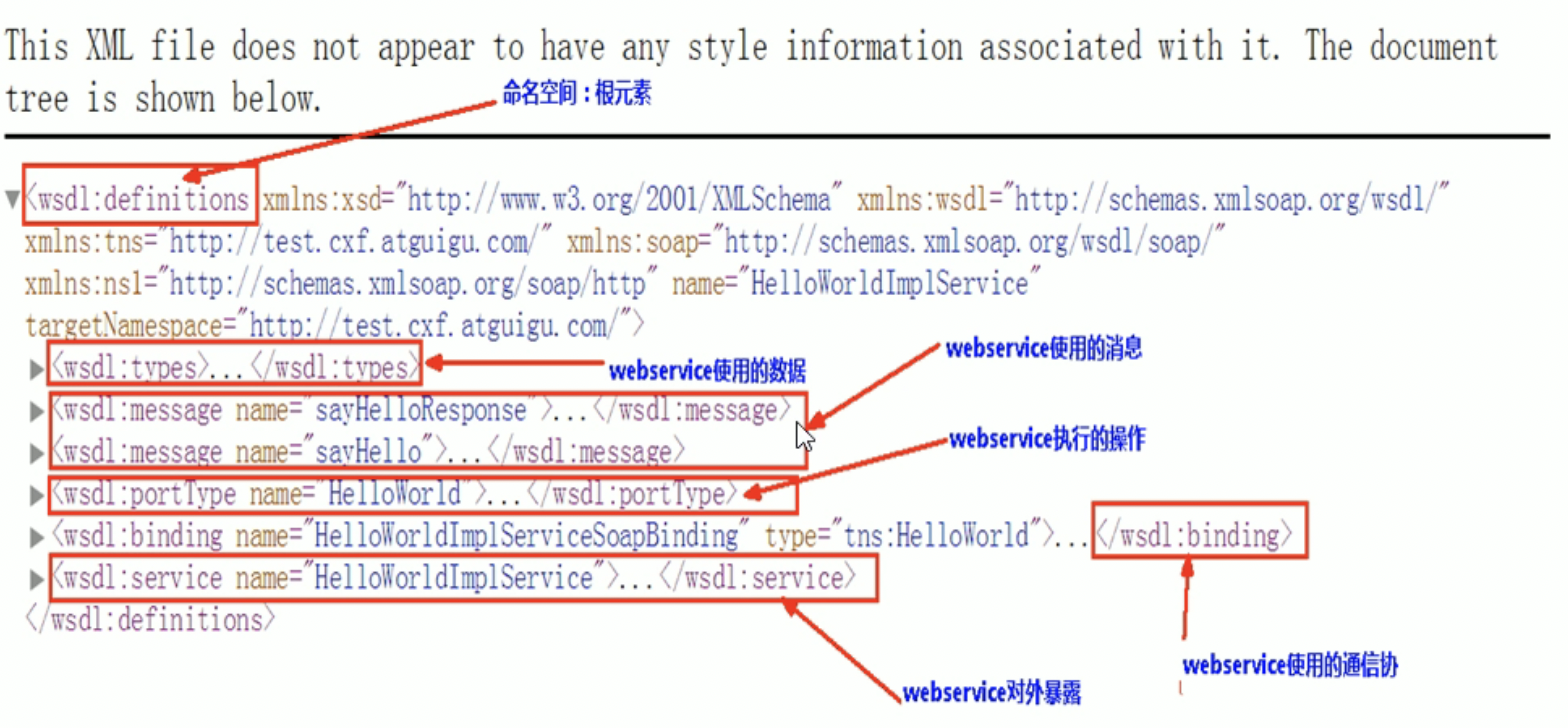 This XML file does not appear to have any style information associated with it. The document
tree is shown below.
命名空间：根元素
<wsdl:definitions xmlns:xsd="http://www.w3.org/2001/XMLSchema" xmlns:wsdl="http://schemas.xmlsoap.org/wsdl/"
xmlns:tns="http://test.cxf.atguigu.com/" xmlns:soap="http://schemas.xmlsoap.org/wsdl/soap/"
xmlns:ns1="http://schemas.xmlsoap.org/soap/http" name="HelloWorldImplService"
targetNamespace="http://test.cxf.atguigu.com/">
webservice使用的消息
<wsdl:types>...</wsdl:types>
webservice使用的数据
<wsdl:message name="sayHelloResponse">...</wsdl:message>
<wsdl:message name="sayHello">...</wsdl:message>
webservice执行的操作
<wsdl:portType name="HelloWorld">...</wsdl:portType>
<wsdl:binding name="HelloWorldImplServiceSoapBinding" type="tns:HelloWorld">...</wsdl:binding>
<wsdl:service name="HelloWorldImplService">...</wsdl:service>
</wsdl:definitions>
webservice使用的通信协
webservice对外暴露